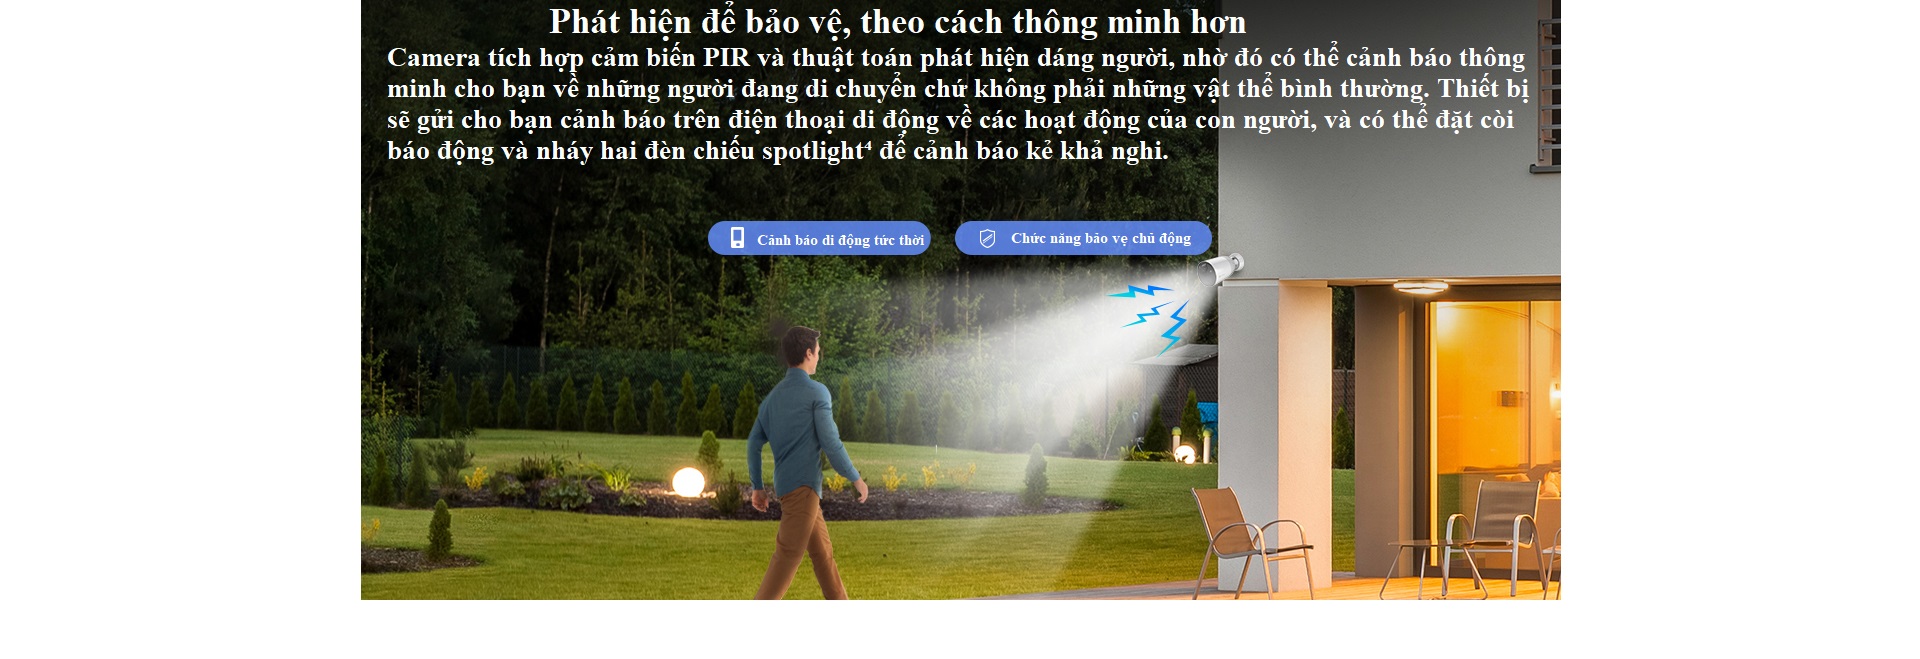 Phát hiện để bảo vệ, theo cách thông minh hơn
Camera tích hợp cảm biến PIR và thuật toán phát hiện dáng người, nhờ đó có thể cảnh báo thông
minh cho bạn về những người đang di chuyển chứ không phải những vật thể bình thường. Thiết bị
sẽ gửi cho bạn cảnh báo trên điện thoại di động về các hoạt động của con người, và có thể đặt còi
báo động và nháy hai đèn chiếu spotlight⁴ để cảnh báo kẻ khả nghi.
Cảnh báo di động tức thời
Chức năng bảo vẹ chủ động